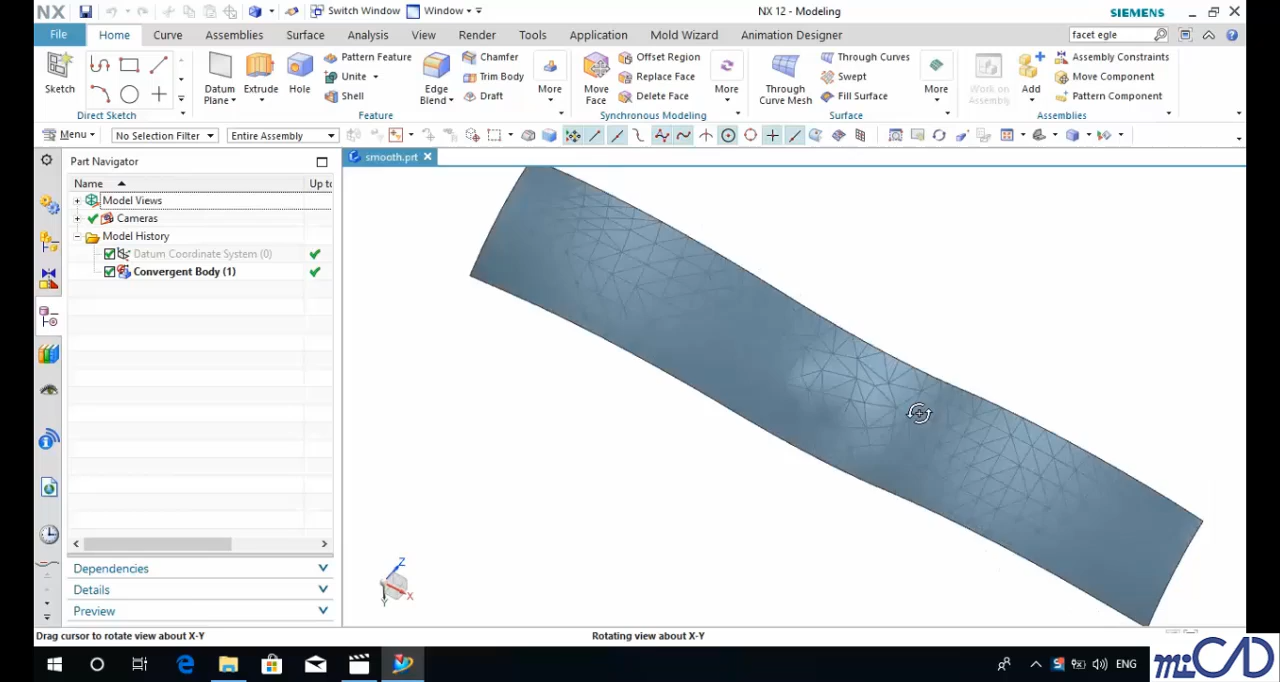 NX
Switch Window
Window
NX 12 - Modeling
SIEMENS
File
Home
Curve
Assemblies
Surface
Analysis
View
Render
Tools
Application
Mold Wizard
Animation Designer
facet egle
Sketch
Direct Sketch
Datum
Plane
Extrude
Hole
Pattern Feature
Unite
Shell
Edge
Blend
Chamfer
Trim Body
Draft
More
Feature
Move
Face
Offset Region
Replace Face
Delete Face
More
Synchronous Modeling
Through
Curve Mesh
Through Curves
Swept
Fill Surface
More
Surface
Work on
Assembly
Add
Assembly Constraints
Move Component
Pattern Component
Assemblies
Menu
No Selection Filter
Entire Assembly
Part Navigator
smooth.prt
Name
Up to
Model Views
Cameras
Model History
Datum Coordinate System (0)
Convergent Body (1)
Dependencies
Details
Preview
Z
X
Y
Drag cursor to rotate view about X-Y
Rotating view about X-Y
ENG
miCAD